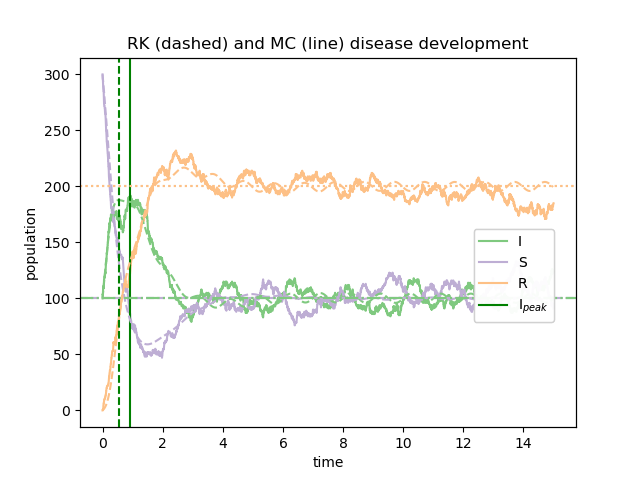 RK (dashed) and MC (line) disease development
300
250
200
150
100
50
0
population
I
S
R
I_peak
0 2 4 6 8 10 12 14
time